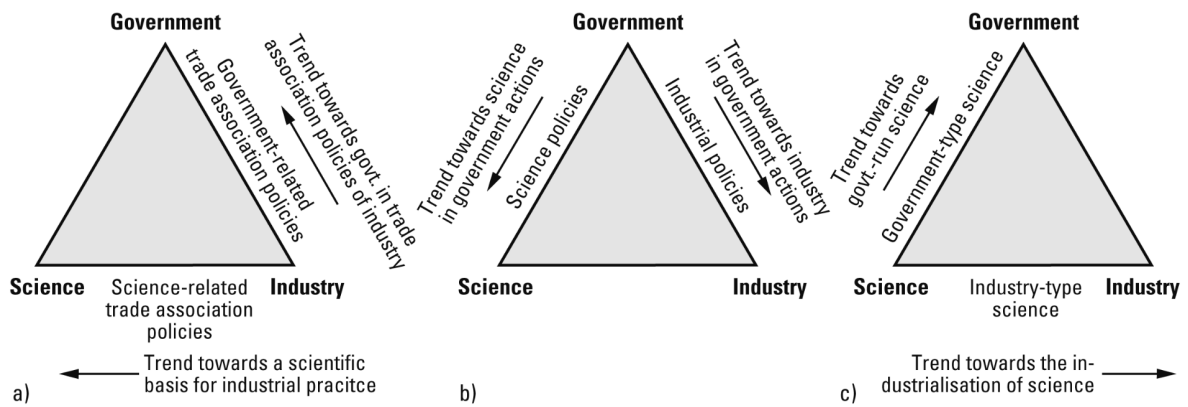 Government
Government-related
trade association policies
Trend towards govt. in trade
association policies of industry
Science
Industry
Science-related
trade association
policies
Trend towards a scientific
basis for industrial pracitce
a)
Government
Trend towards science
in government actions
Science policies
Industrial policies
Trend towards industry
in government actions
Science
Industry
b)
Government
Trend towards
govt.-run science
Government-type science
Science
Industry
Industry-type
science
Trend towards the in-
dustrialisation of science
c)